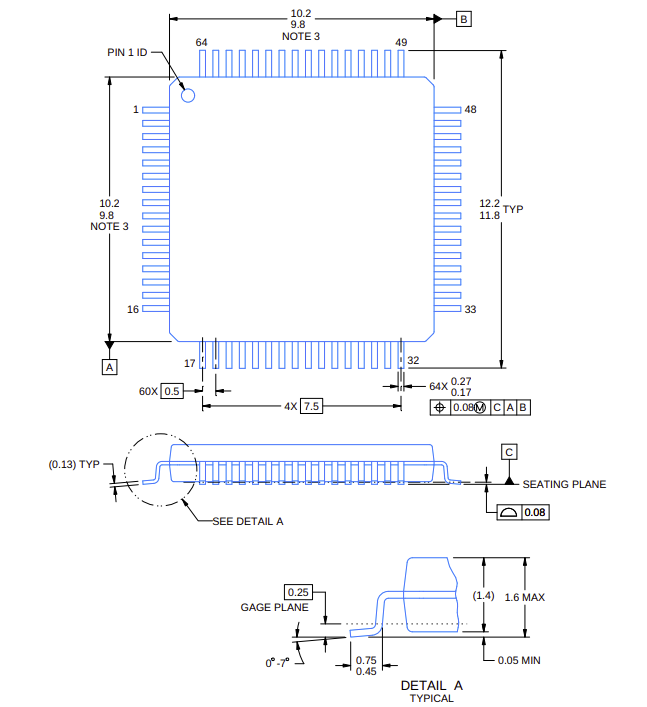 10.2
9.8
NOTE 3
B
64
49
PIN 1 ID
1
48
10.2
9.8
NOTE 3
12.2
11.8
TYP
16
33
17
32
A
60X 0.5
64X 0.27
0.17
4X 7.5
0.08 Ⓜ C A B
C
(0.13) TYP
SEATING PLANE
0.08
SEE DETAIL A
0.25
GAGE PLANE
(1.4)
1.6 MAX
0°-7°
0.75
0.45
0.05 MIN
DETAIL A
TYPICAL